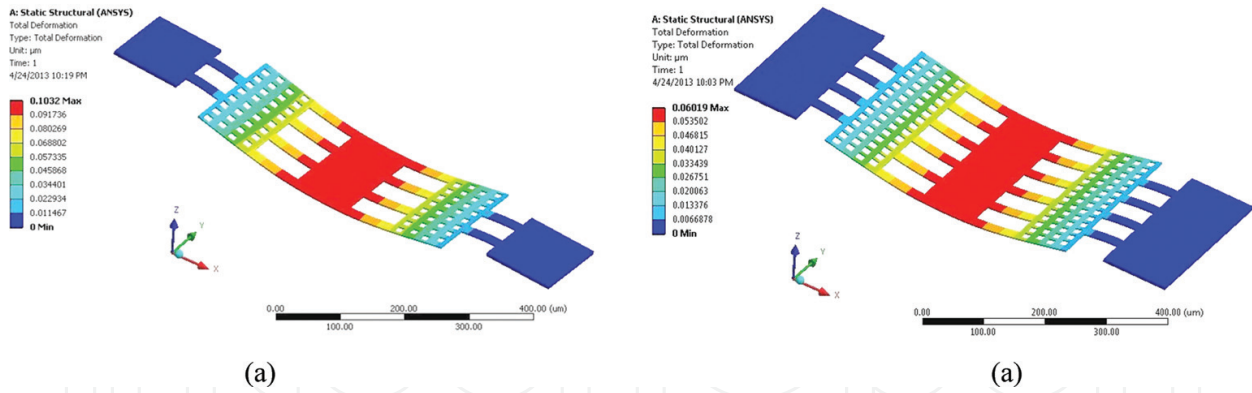 A: Static Structural (ANSYS)
Total Deformation
Type: Total Deformation
Unit: µm
Time: 1
4/24/2013 10:19 PM
0.1032 Max
0.091736
0.080269
0.068802
0.057335
0.045868
0.034401
0.022934
0.011467
0 Min
Z
Y
X
0.00
200.00
400.00 (um)
100.00
300.00
(a)
A: Static Structural (ANSYS)
Total Deformation
Type: Total Deformation
Unit: µm
Time: 1
4/24/2013 10:03 PM
0.06019 Max
0.053502
0.046815
0.040127
0.033439
0.026751
0.020063
0.013376
0.0066878
0 Min
Z
Y
X
0.00
200.00
400.00 (um)
100.00
300.00
(a)